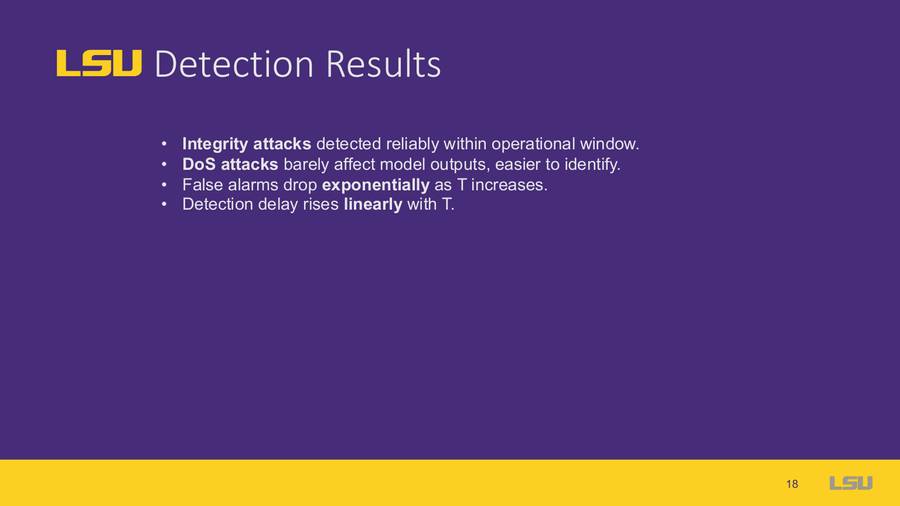 LSU Detection Results
• Integrity attacks detected reliably within operational window.
• DoS attacks barely affect model outputs, easier to identify.
• False alarms drop exponentially as T increases.
• Detection delay rises linearly with T.
18 LSU